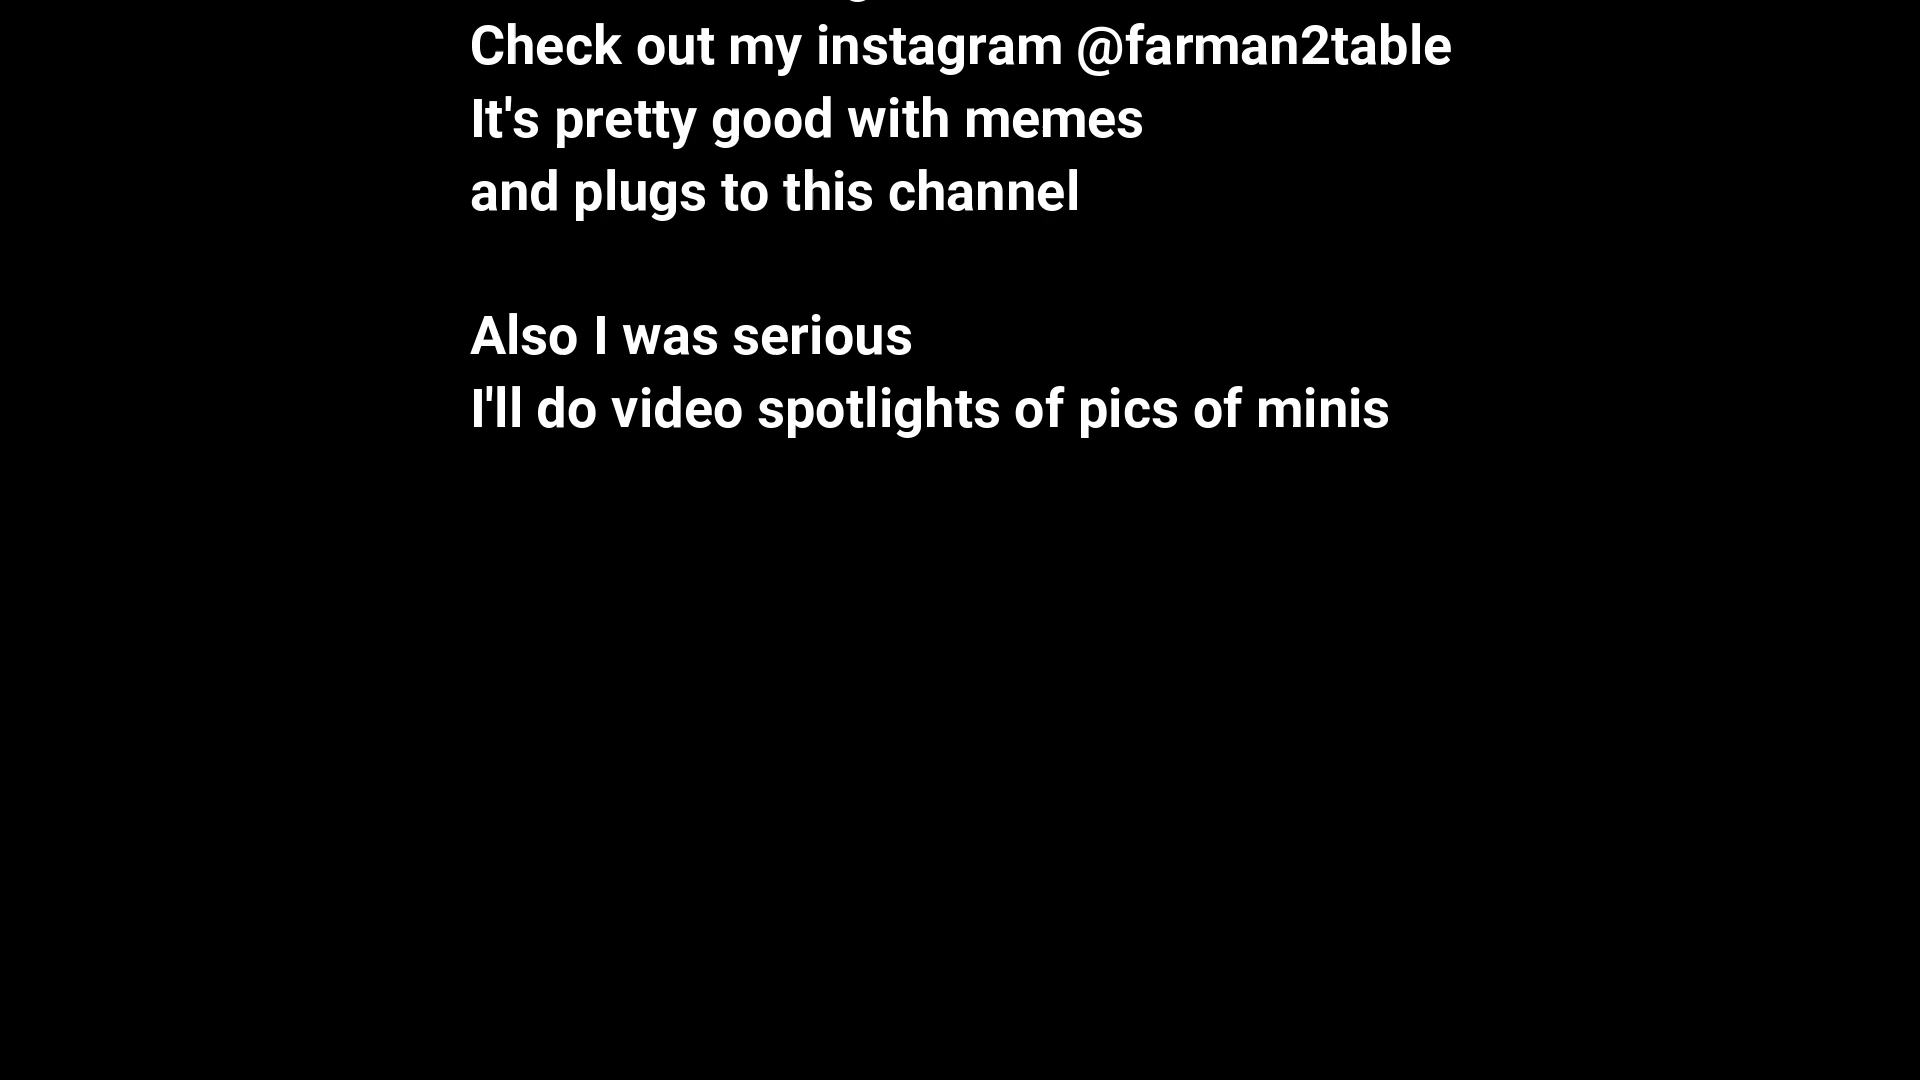 Check out my instagram @farman2table
It's pretty good with memes
and plugs to this channel
Also I was serious
I'll do video spotlights of pics of minis